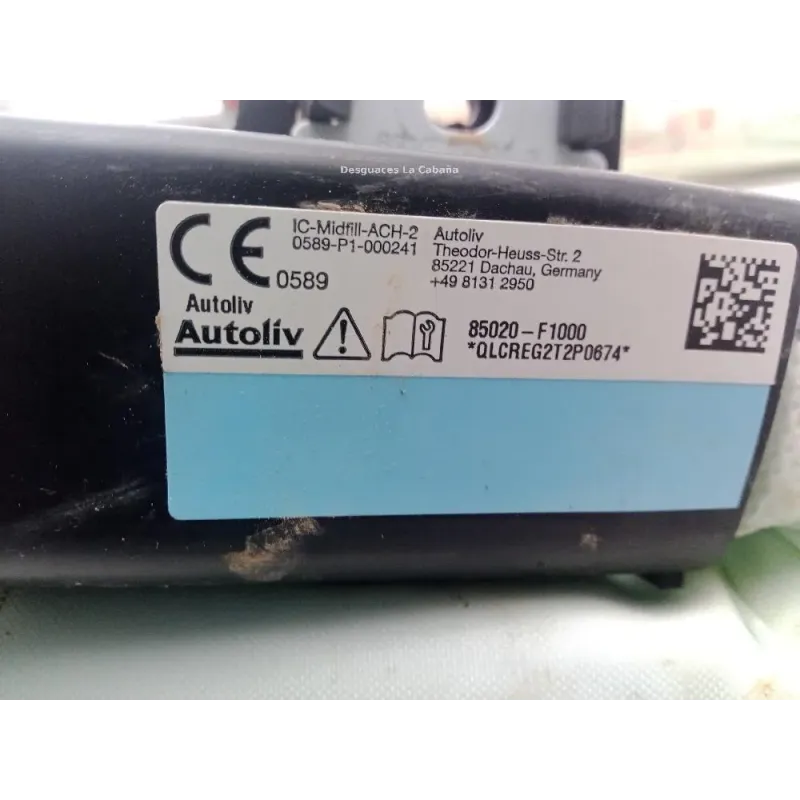 Desguaces La Cabaña
CE
0589
IC-Midfill-ACH-2
0589-P1-000241
Autoliv
Theodor-Heuss-Str. 2
85221 Dachau, Germany
+49 8131 2950
Autoliv
Autoliv
85020-F1000
*QLCREG2T2P0674*